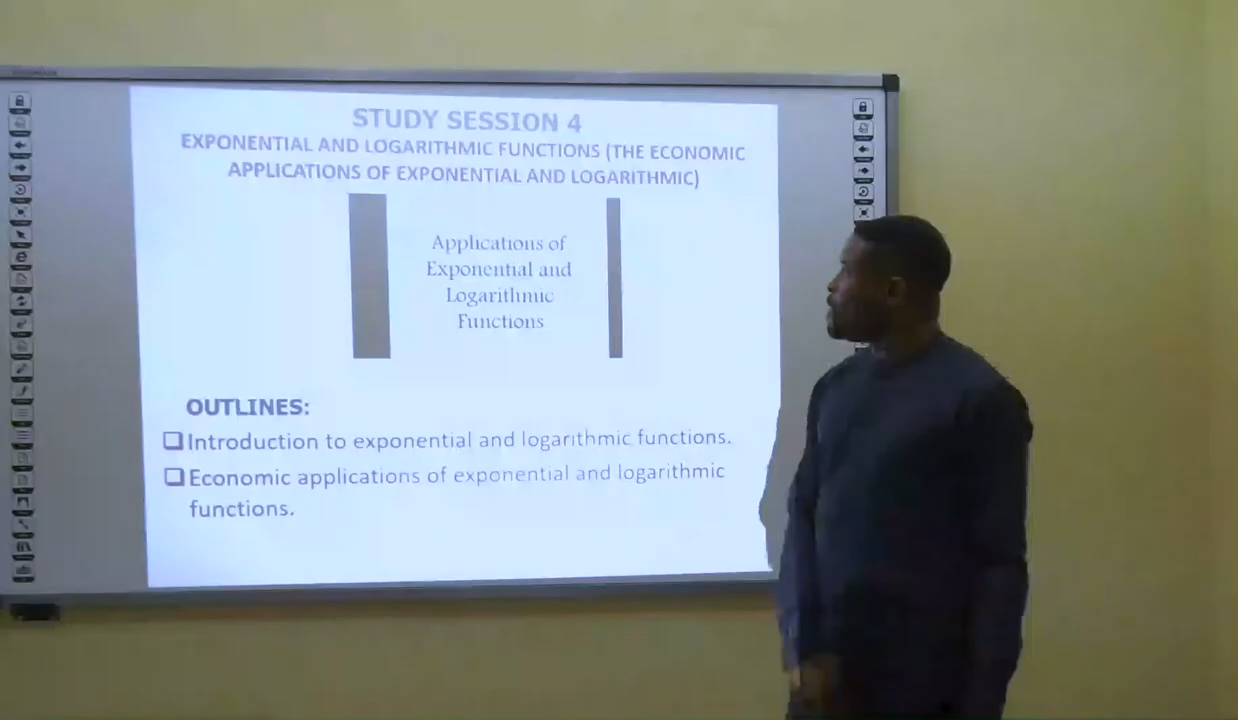 STUDY SESSION 4
EXPONENTIAL AND LOGARITHMIC FUNCTIONS (THE ECONOMIC
APPLICATIONS OF EXPONENTIAL AND LOGARITHMIC)
Applications of
Exponential and
Logarithmic
Functions
OUTLINES:
Introduction to exponential and logarithmic functions.
Economic applications of exponential and logarithmic
functions.